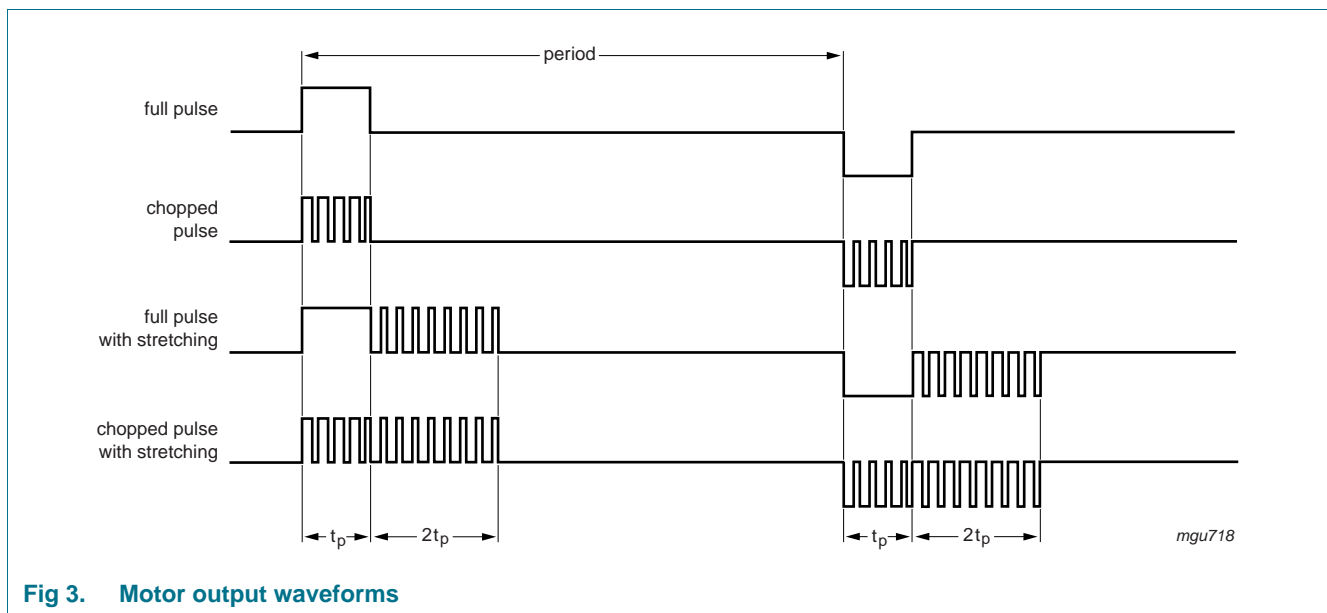 period
full pulse
chopped
pulse
full pulse
with stretching
chopped pulse
with stretching
tp
2tp
tp
2tp
mgu718
Fig 3. Motor output waveforms